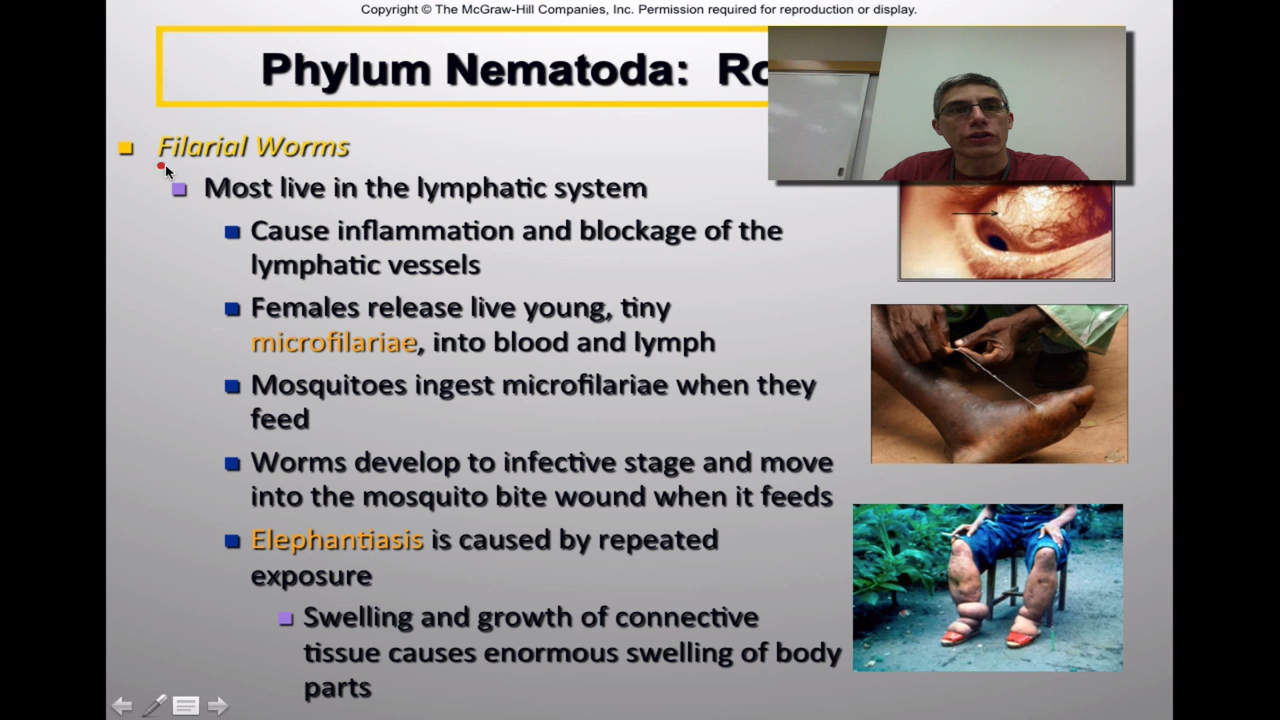 Copyright © The McGraw-Hill Companies, Inc. Permission required for reproduction or display.
Phylum Nematoda: Ro
Filarial Worms
Most live in the lymphatic system
Cause inflammation and blockage of the
lymphatic vessels
Females release live young, tiny
microfilariae, into blood and lymph
Mosquitoes ingest microfilariae when they
feed
Worms develop to infective stage and move
into the mosquito bite wound when it feeds
Elephantiasis is caused by repeated
exposure
Swelling and growth of connective
tissue causes enormous swelling of body
parts